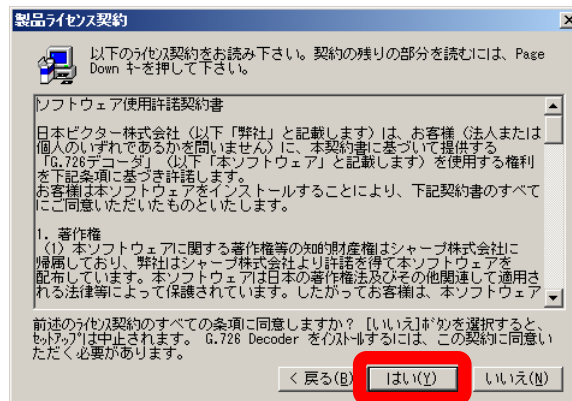 製品ライセンス契約
以下のライセンス契約をお読み下さい。契約の残りの部分を読むには、Page
Down キーを押して下さい。
ソフトウェア使用許諾契約書
日本ビクター株式会社（以下「弊社」と記載します）は、お客様（法人または
個人のいずれであるかを問いません）に、本契約書に基づいて提供する
「G.726デコーダ」（以下「本ソフトウェア」と記載します）を使用する権利
を下記条項に基づき許諾します。
お客様は本ソフトウェアをインストールすることにより、下記契約書のすべて
にご同意いただいたものといたします。
1. 著作権
（1）本ソフトウェアに関する著作権等の知的財産権はシャープ株式会社に
帰属しており、弊社はシャープ株式会社より許諾を得て本ソフトウェアを
配布しています。本ソフトウェアは日本の著作権法及びその他関連して適用さ
れる法律等によって保護されています。したがってお客様は、本ソフトウェア
前述のライセンス契約のすべての条項に同意しますか？ [いいえ]ボタンを選択すると、
セットアップは中止されます。 G.726 Decoder をインストールするには、この契約に同意い
ただく必要があります。
< 戻る(B) はい(Y) いいえ(N)